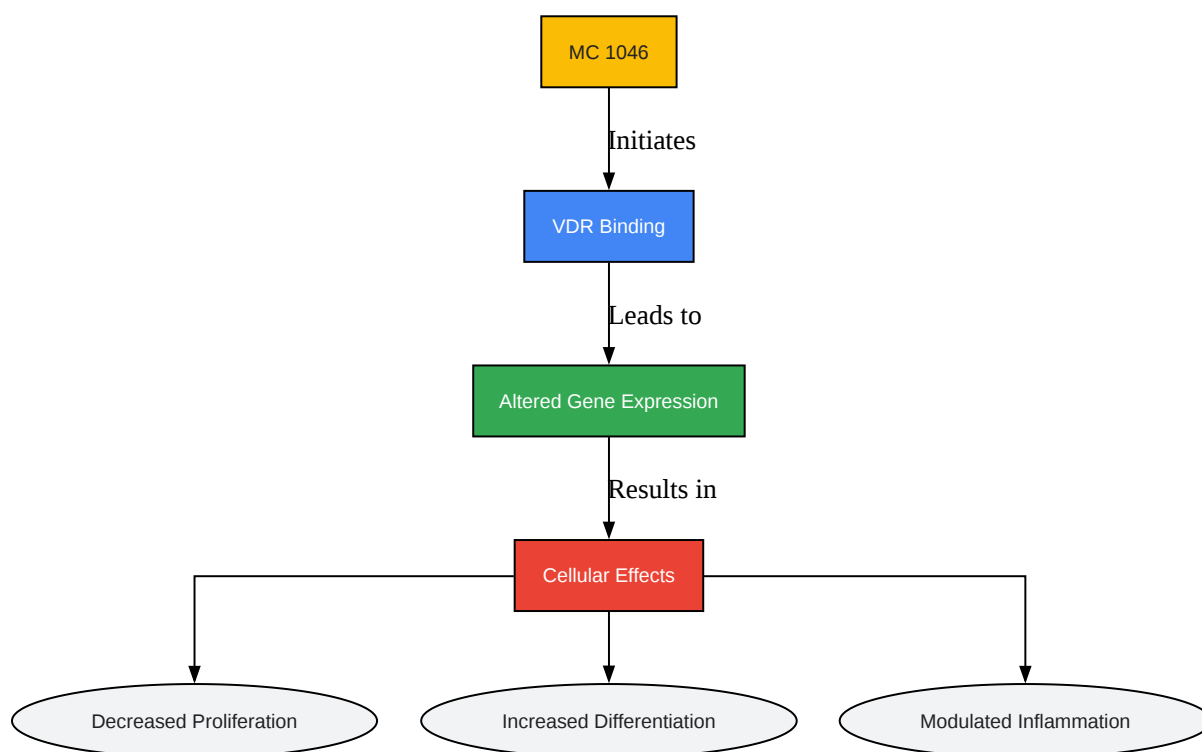 MC 1046
Initiates
VDR Binding
Leads to
Altered Gene Expression
Results in
Cellular Effects
Decreased Proliferation
Increased Differentiation
Modulated Inflammation